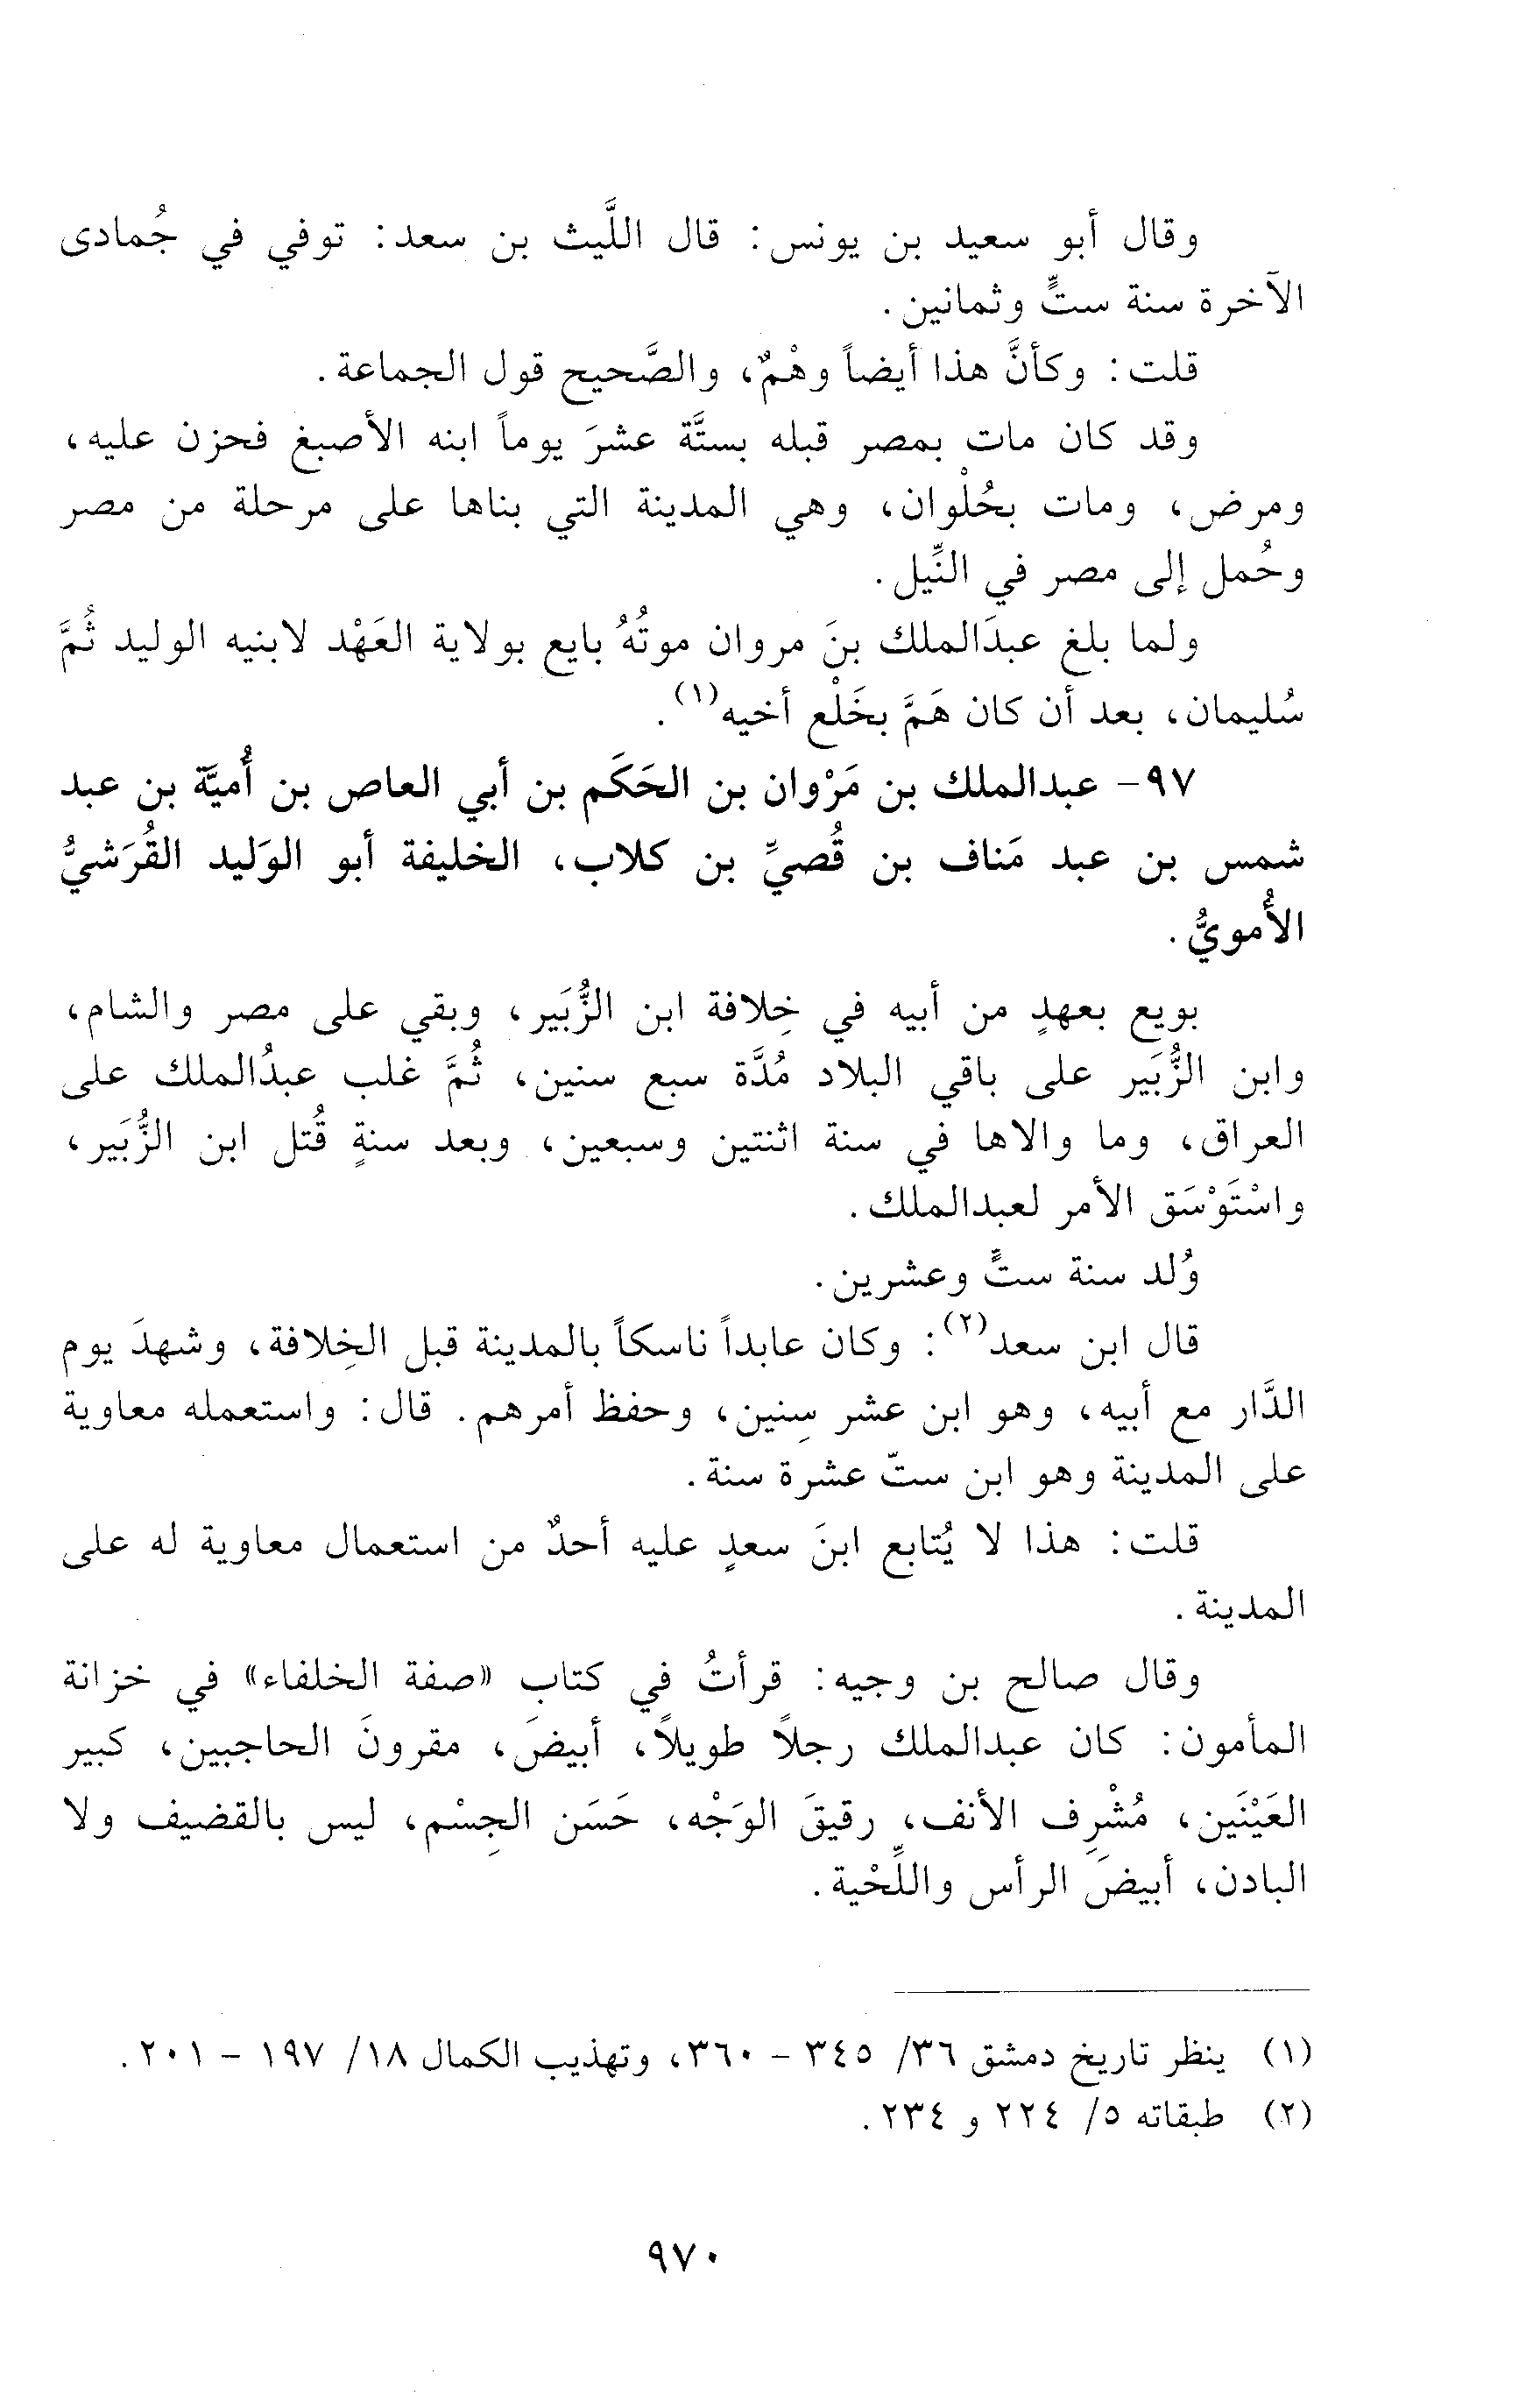 وقال أبو سعيد بن يونس: قال اللَّيث بن سعد: توفي في جُمادى
الآخرة سنة ستٍّ وثمانين.
قلت: وكأنَّ هذا أيضاً وهْمٌ، والصَّحيح قول الجماعة.
وقد كان مات بمصر قبله بستَّة عشرَ يوماً ابنه الأصبغ فحزن عليه،
ومرض، ومات بحُلْوان، وهي المدينة التي بناها على مرحلة من مصر
وحُمل إلى مصر في النِّيل.
ولما بلغ عبدَالملك بنَ مروان موتُهُ بايع بولاية العَهْد لابنيه الوليد ثُمَّ
سُليمان، بعد أن كان هَمَّ بخَلْع أخيه(١).
٩٧- عبدالملك بن مَرْوان بن الحَكَم بن أبي العاص بن أُميَّة بن عبد
شمس بن عبد مَناف بن قُصيِّ بن كلاب، الخليفة أبو الوَليد القُرَشيُّ
الأُمويُّ.
بويع بعهدٍ من أبيه في خِلافة ابن الزُّبَير، وبقي على مصر والشام،
وابن الزُّبَير على باقي البلاد مُدَّة سبع سنين، ثُمَّ غلب عبدُالملك على
العراق، وما والاها في سنة اثنتين وسبعين، وبعد سنةٍ قُتل ابن الزُّبَير،
واسْتَوْسَق الأمر لعبدالملك.
وُلد سنة ستٍّ وعشرين.
قال ابن سعد(٢): وكان عابداً ناسكاً بالمدينة قبل الخِلافة، وشهدَ يوم
الدَّار مع أبيه، وهو ابن عشر سِنين، وحفظ أمرهم. قال: واستعمله معاوية
على المدينة وهو ابن ستّ عشرة سنة.
قلت: هذا لا يُتابع ابنَ سعدٍ عليه أحدٌ من استعمال معاوية له على
المدينة.
وقال صالح بن وجيه: قرأتُ في كتاب «صفة الخلفاء» في خزانة
المأمون: كان عبدالملك رجلاً طويلاً، أبيضَ، مقرونَ الحاجبين، كبير
العَيْنَين، مُشْرِف الأنف، رقيقَ الوَجْه، حَسَن الجِسْم، ليس بالقضيف ولا
البادن، أبيضَ الرأس واللِّحْية.
(١) ينظر تاريخ دمشق ٣٦/ ٣٤٥ - ٣٦٠، وتهذيب الكمال ١٨/ ١٩٧ - ٢٠١.
(٢) طبقاته ٥/ ٢٢٤ و ٢٣٤.
٩٧٠